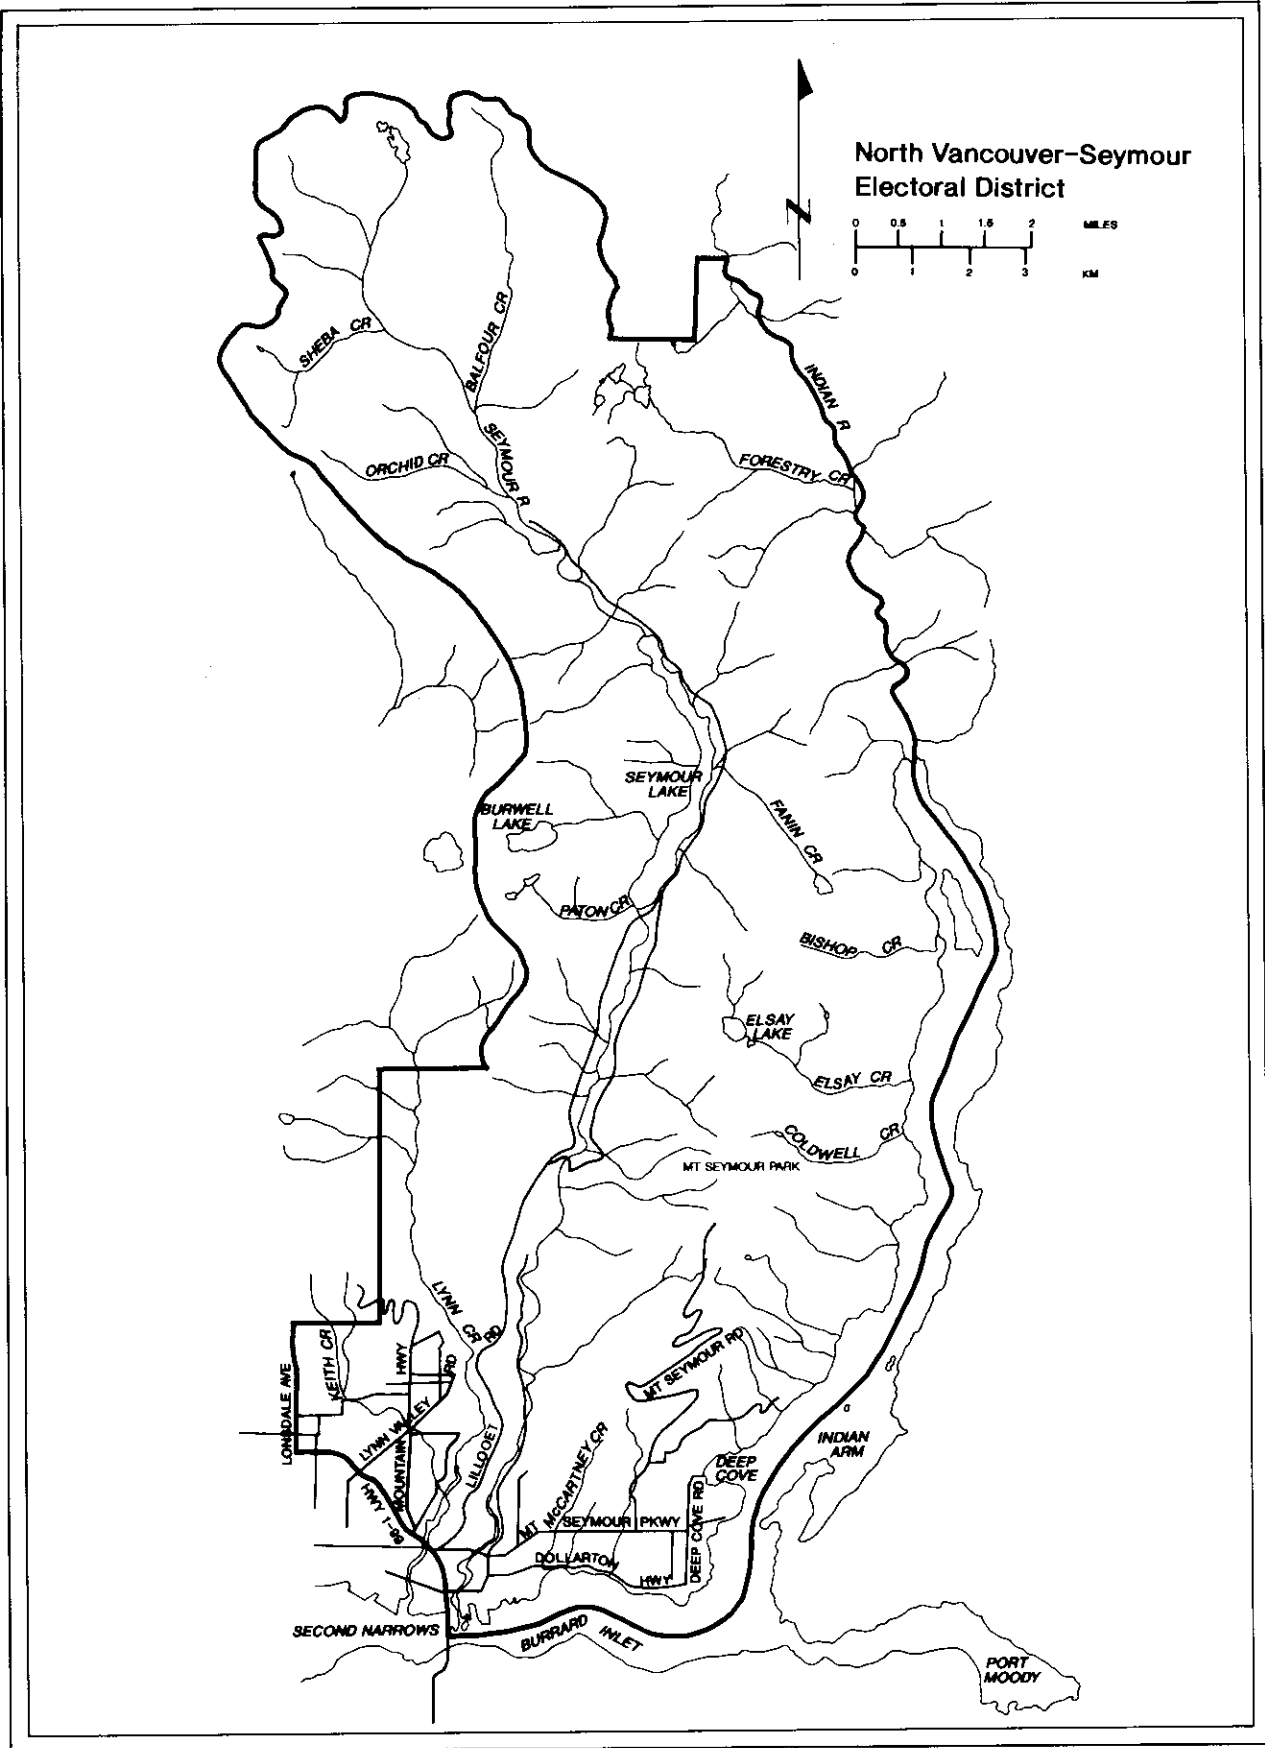 North Vancouver-Seymour
Electoral District
0 0.5 1 1.5 2 MILES
0 1 2 3 KM
N
SHEBA CR
BALFOUR CR
INDIAN R
SEYMOUR R
ORCHID CR
FORESTRY CR
SEYMOUR
LAKE
BURWELL
LAKE
FANIN CR
PATON CR
BISHOP CR
ELSAY
LAKE
ELSAY CR
COLDWELL CR
MT SEYMOUR PARK
LYNN CR
RD
KEITH CR
HWY
RD
MT SEYMOUR RD
LONSDALE AVE
LYNN VALLEY
MOUNTAIN
LILLOOET
MCCARTNEY CR
INDIAN
ARM
DEEP
COVE
HWY 1-99
MT SEYMOUR PKWY
DEEP COVE RD
DOLLARTON
HWY
SECOND NARROWS
BURRARD INLET
PORT
MOODY